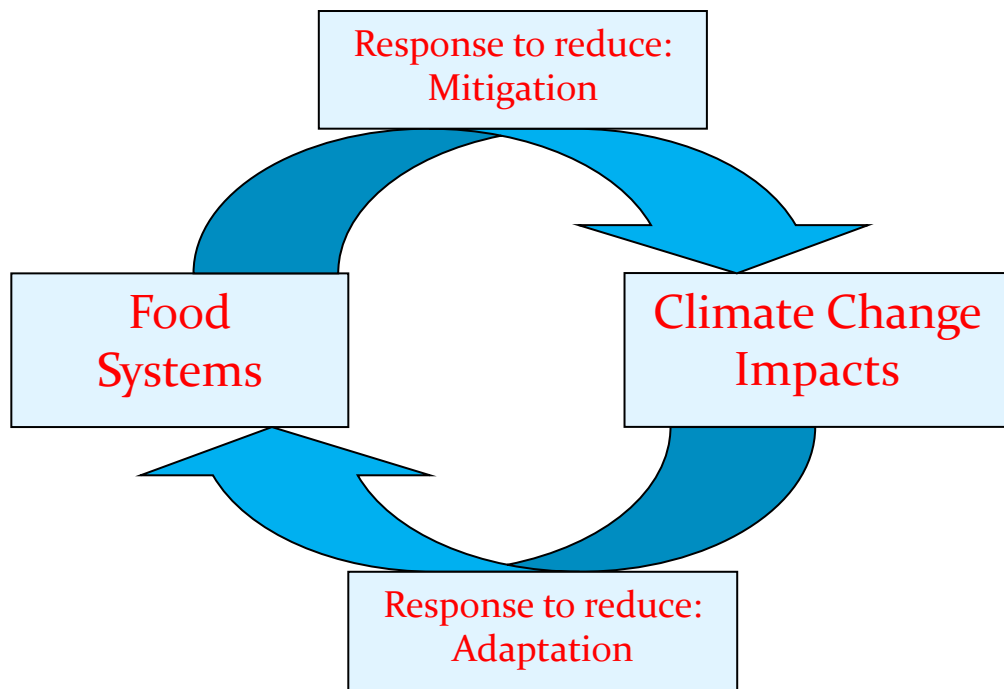 Response to reduce:
Mitigation
Food
Systems
Climate Change
Impacts
Response to reduce:
Adaptation